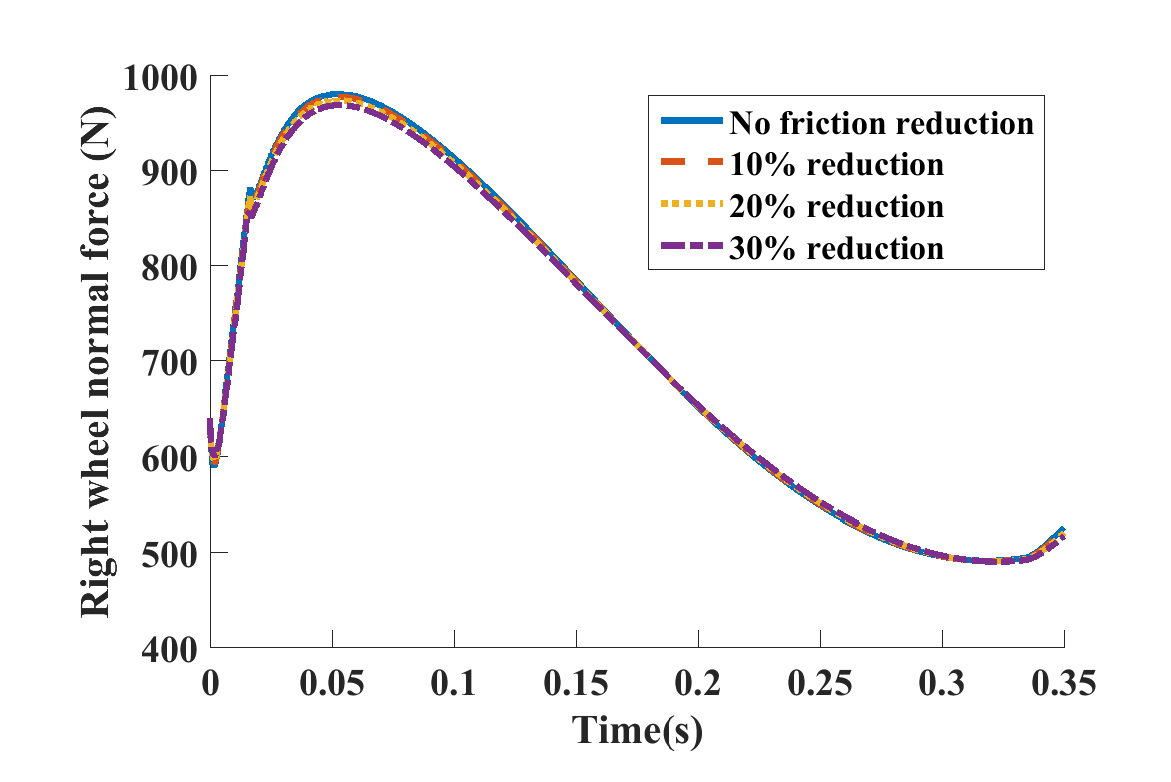 1000
900
800
700
600
500
400
0
0.05
0.1
0.15
0.2
0.25
0.3
0.35
Right wheel normal force (N)
Time(s)
No friction reduction
10% reduction
20% reduction
30% reduction